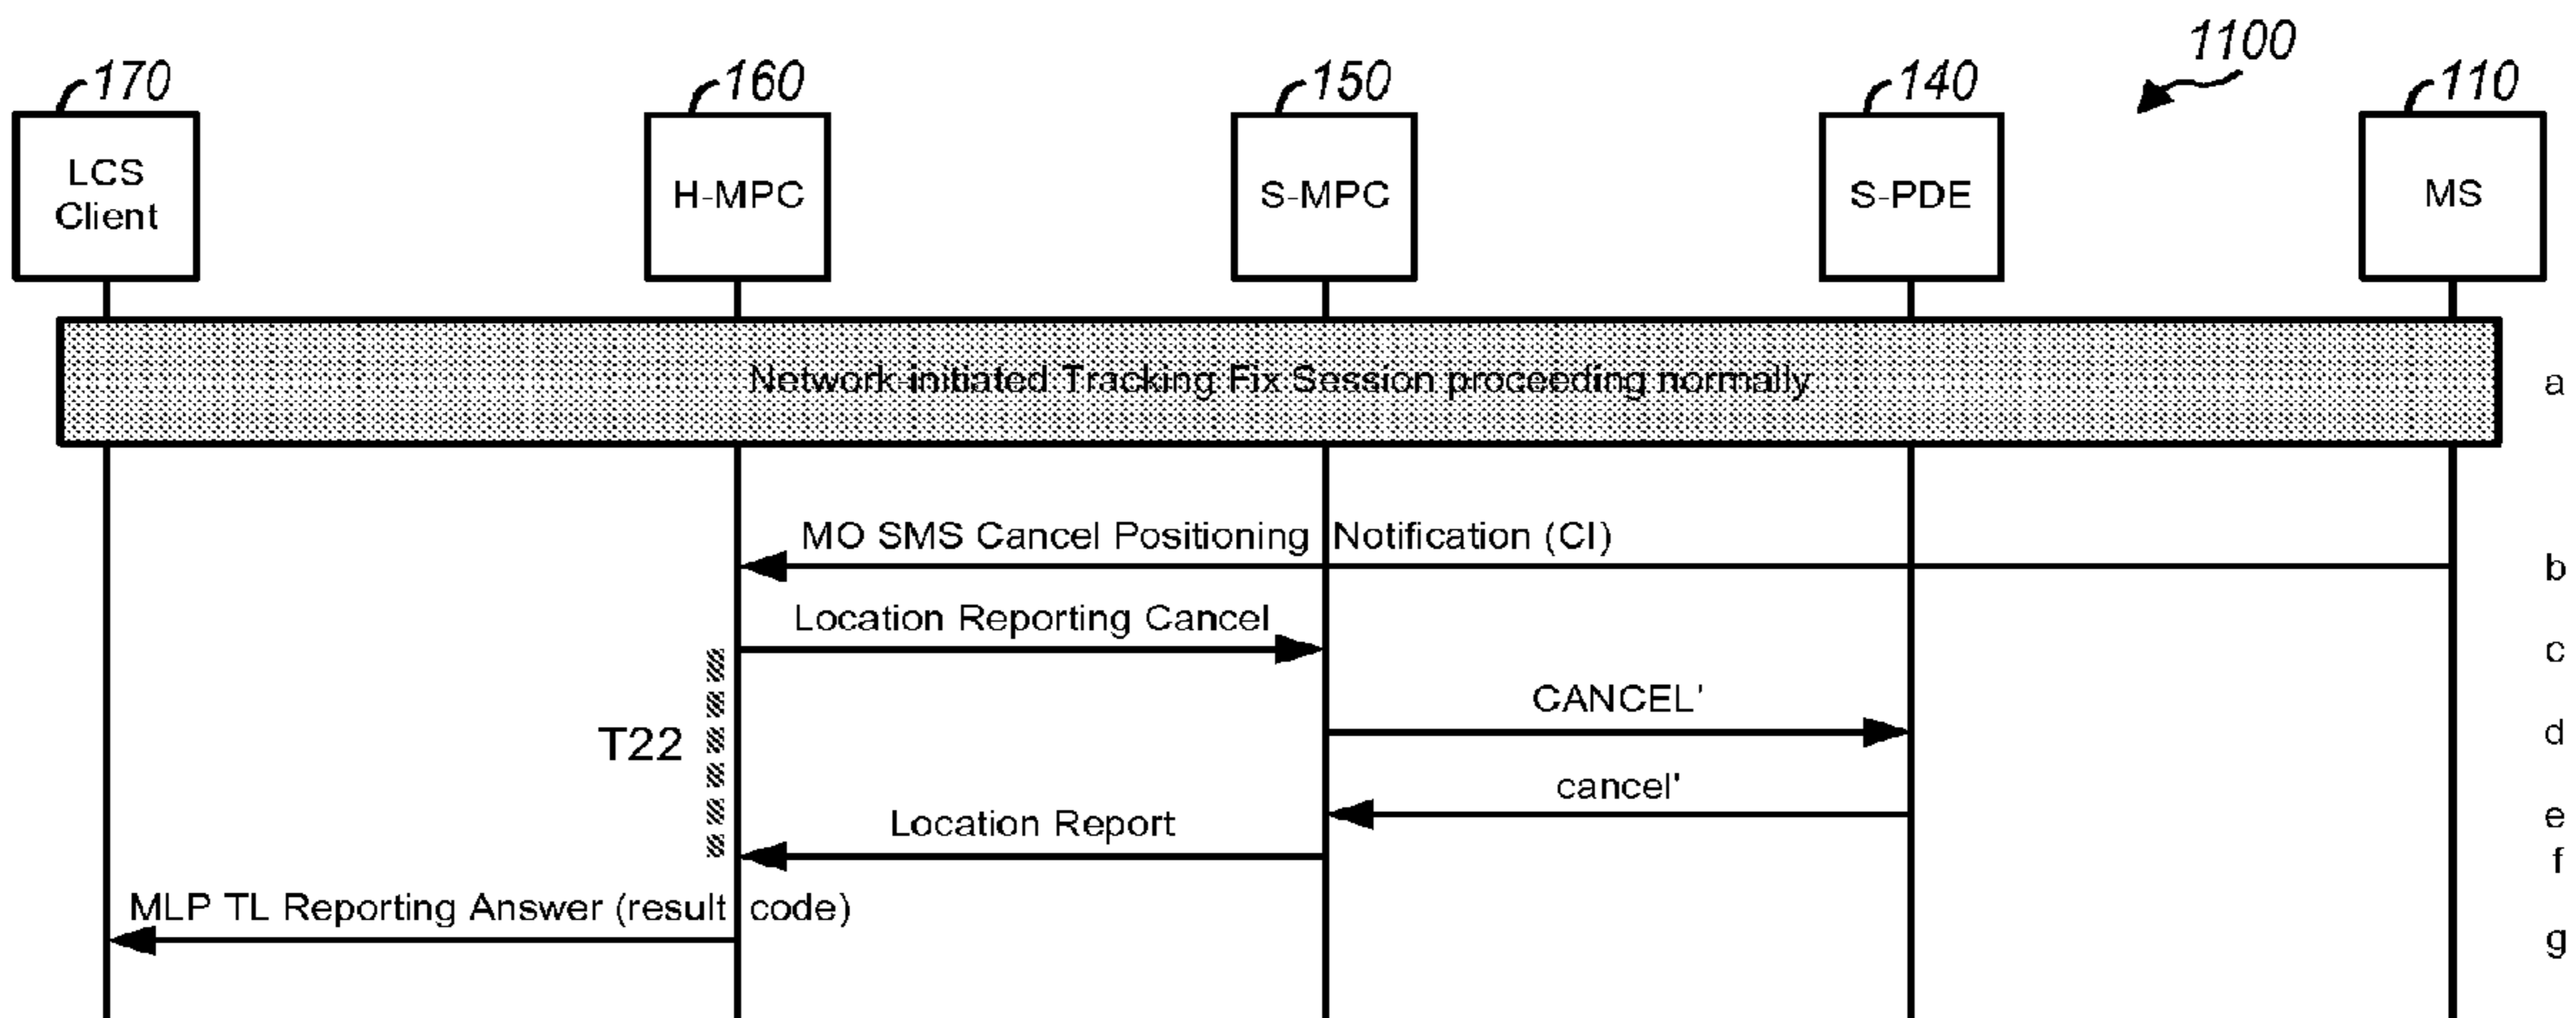 1100
170
160
150
140
110
LCS
Client
H-MPC
S-MPC
S-PDE
MS
Network-initiated Tracking Fix Session proceeding normally
a
MO SMS Cancel Positioning Notification (CI)
b
Location Reporting Cancel
c
CANCEL'
T22
d
cancel'
e
Location Report
f
MLP TL Reporting Answer (result code)
g